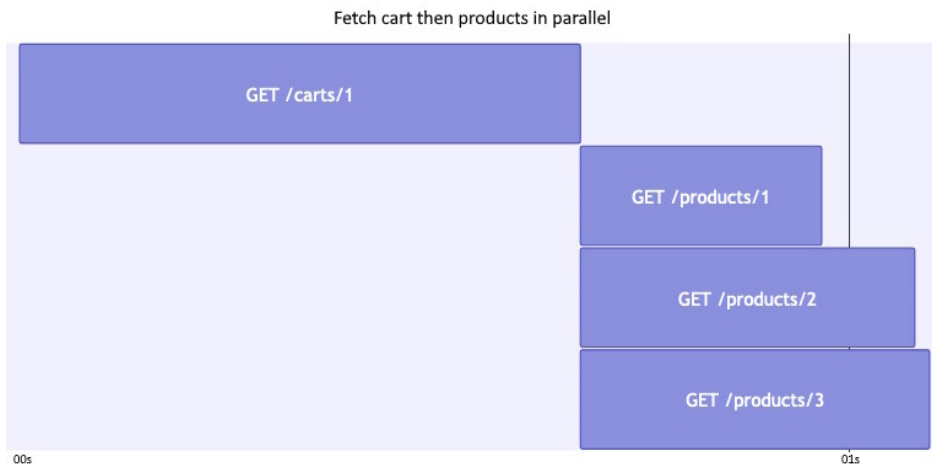 Fetch cart then products in parallel
GET /carts/1
GET /products/1
GET /products/2
GET /products/3
00s
01s